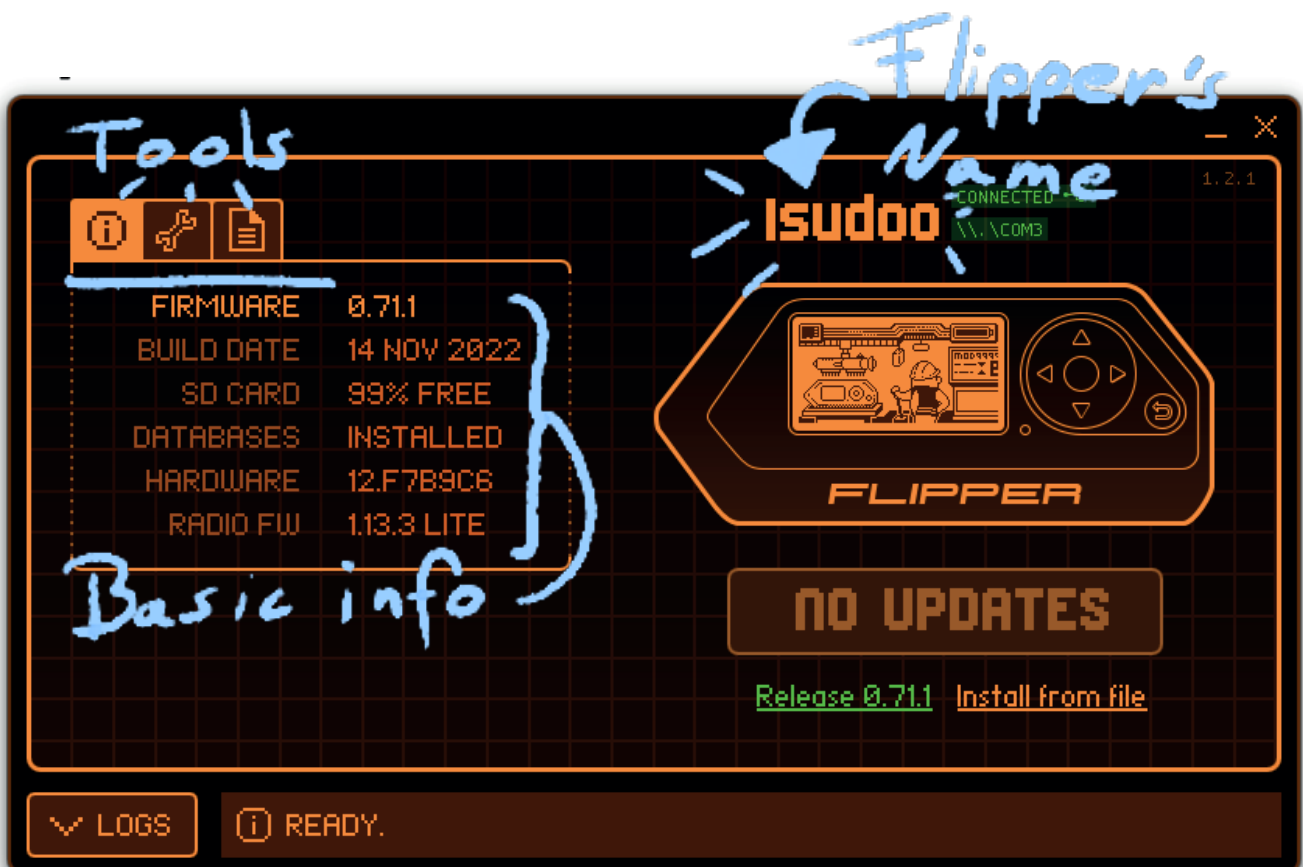 Flipper's
Name
Tools
1.2.1
Isudoo
CONNECTED
\\.\COM3
FIRMWARE 0.71.1
BUILD DATE 14 NOV 2022
SD CARD 99% FREE
DATABASES INSTALLED
HARDWARE 12.F7B9C6
RADIO FW 1.13.3 LITE
Basic info
FLIPPER
NO UPDATES
Release 0.71.1 Install from file
LOGS
READY.